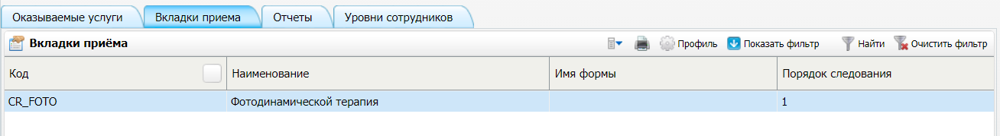 Оказываемые услуги Вкладки приема Отчеты Уровни сотрудников
Вкладки приёма Профиль Показать фильтр Найти Очистить фильтр
Код Наименование Имя формы Порядок следования
CR_FOTO Фотодинамической терапия 1